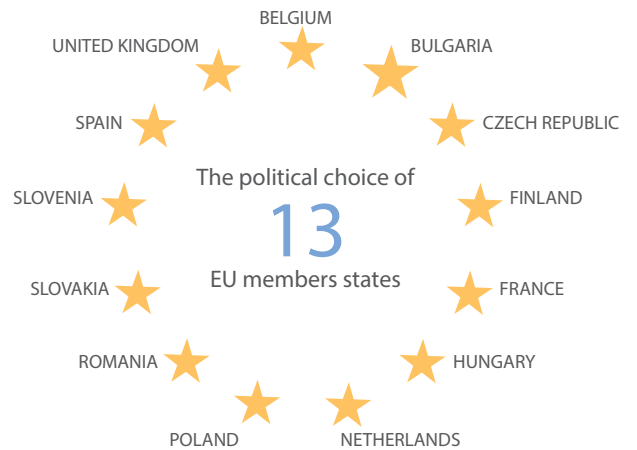 BELGIUM
UNITED KINGDOM
BULGARIA
SPAIN
CZECH REPUBLIC
The political choice of
SLOVENIA
13
FINLAND
EU members states
SLOVAKIA
FRANCE
ROMANIA
HUNGARY
POLAND
NETHERLANDS